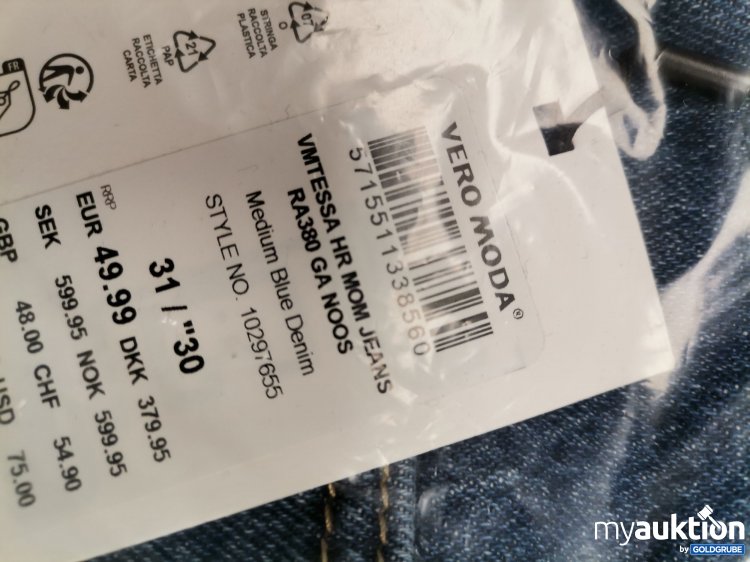 VERO MODA®
5715511338560
VMTESSA HR MOM JEANS
RA380 GA NOOS
Medium Blue Denim
STYLE NO. 10297655
31 / "30
RRP
EUR 49.99 DKK 379.95
SEK 599.95 NOK 599.95
GBP 48.00 CHF 54.90
USD 75.00
07
O
STRINGA
RACCOLTA
PLASTICA
21
PAP
ETICHETTA
RACCOLTA
CARTA
FR
myauktion
by GOLDGRUBE